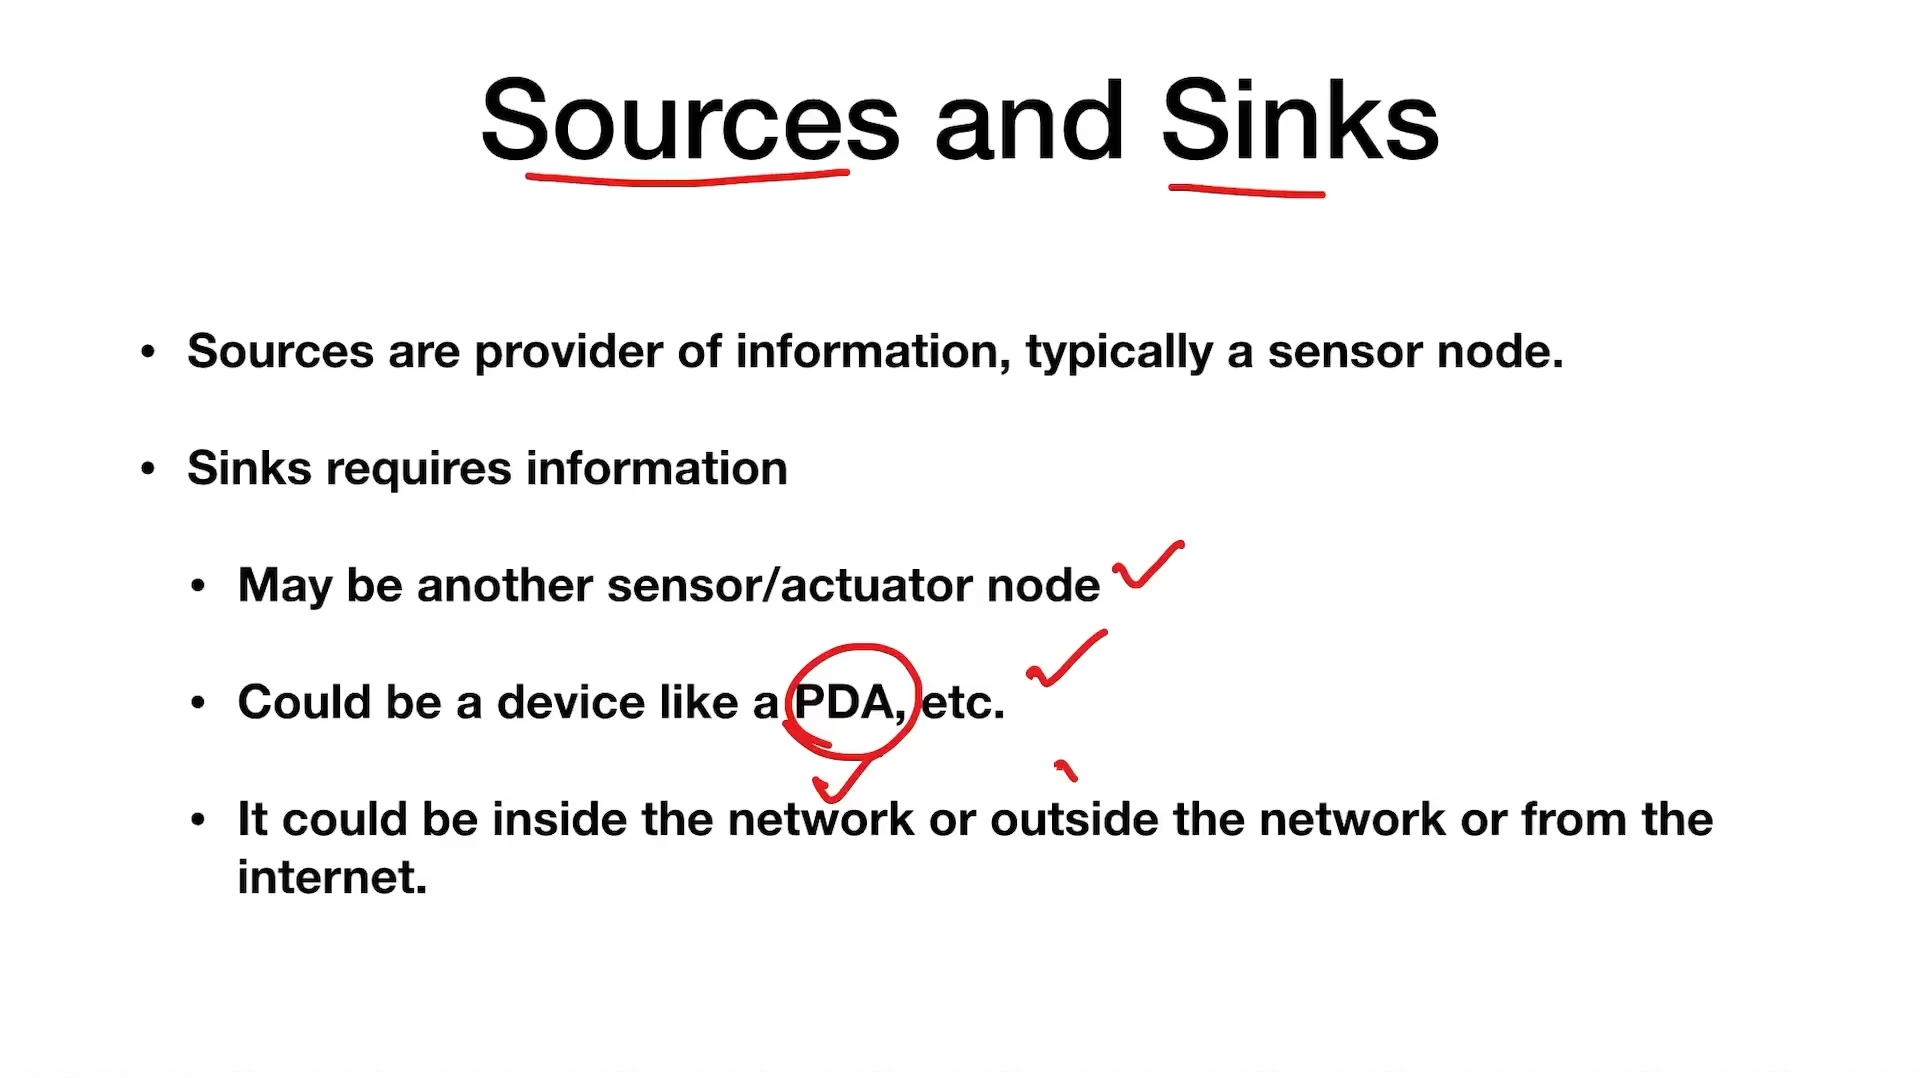 Sources and Sinks
• Sources are provider of information, typically a sensor node.
• Sinks requires information
• May be another sensor/actuator node
• Could be a device like a PDA, etc.
• It could be inside the network or outside the network or from the
internet.